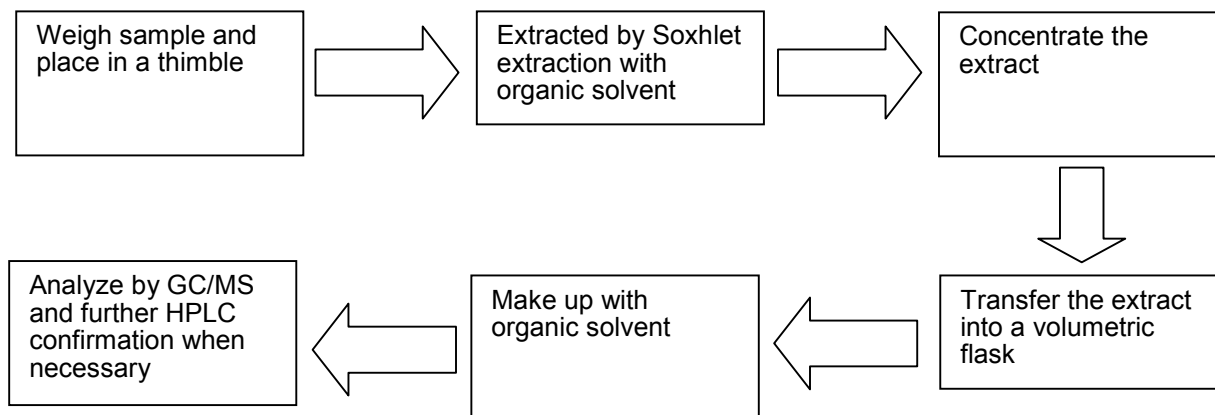 Weigh sample and
place in a thimble
Extracted by Soxhlet
extraction with
organic solvent
Concentrate the
extract
Transfer the extract
into a volumetric
flask
Make up with
organic solvent
Analyze by GC/MS
and further HPLC
confirmation when
necessary